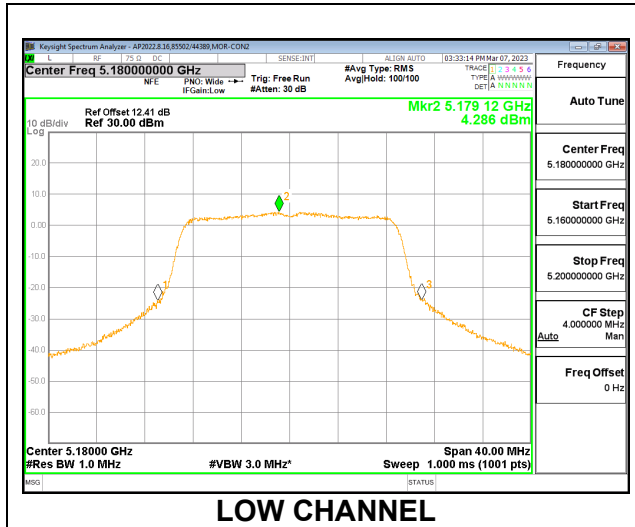 Keysight Spectrum Analyzer - AP2022.8.16,85502/44389,MOR-CON2
L RF 75 Ω DC SENSE:INT ALIGN AUTO 03:33:14 PM Mar 07, 2023
Center Freq 5.180000000 GHz
NFE PNO: Wide Trig: Free Run
IFGain:Low #Atten: 30 dB
#Avg Type: RMS
Avg|Hold: 100/100
TRACE 1 2 3 4 5 6
TYPE A WWWWW
DET A N N N N N
Mkr2 5.179 12 GHz
4.286 dBm
Ref Offset 12.41 dB
10 dB/div Ref 30.00 dBm
Log
20.0
10.0
0.00
-10.0
-20.0
-30.0
-40.0
-50.0
-60.0
1
2
3
Center 5.18000 GHz Span 40.00 MHz
#Res BW 1.0 MHz #VBW 3.0 MHz* Sweep 1.000 ms (1001 pts)
MSG STATUS
Frequency
Auto Tune
Center Freq
5.180000000 GHz
Start Freq
5.160000000 GHz
Stop Freq
5.200000000 GHz
CF Step
4.000000 MHz
Auto Man
Freq Offset
0 Hz
LOW CHANNEL